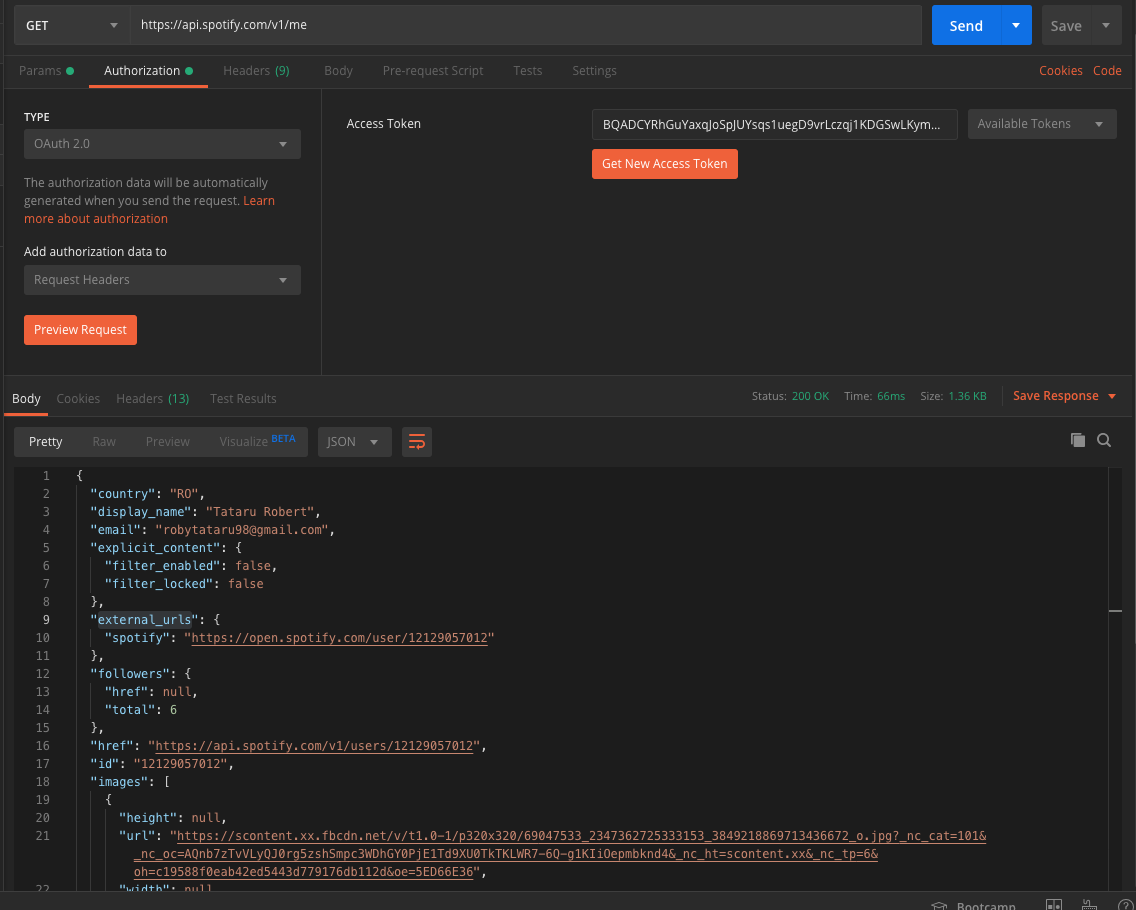 GET https://api.spotify.com/v1/me Send Save
Params Authorization Headers (9) Body Pre-request Script Tests Settings Cookies Code
TYPE
OAuth 2.0
The authorization data will be automatically
generated when you send the request. Learn
more about authorization
Add authorization data to
Request Headers
Preview Request
Access Token BQADCYRhGuYaxqJoSpJUYsqs1uegD9vrLczqj1KDGSwLKym... Available Tokens
Get New Access Token
Body Cookies Headers (13) Test Results Status: 200 OK Time: 66ms Size: 1.36 KB Save Response
Pretty Raw Preview Visualize BETA JSON
1 {
2 "country": "RO",
3 "display_name": "Tataru Robert",
4 "email": "robytataru98@gmail.com",
5 "explicit_content": {
6 "filter_enabled": false,
7 "filter_locked": false
8 },
9 "external_urls": {
10 "spotify": "https://open.spotify.com/user/12129057012"
11 },
12 "followers": {
13 "href": null,
14 "total": 6
15 },
16 "href": "https://api.spotify.com/v1/users/12129057012",
17 "id": "12129057012",
18 "images": [
19 {
20 "height": null,
21 "url": "https://scontent.xx.fbcdn.net/v/t1.0-1/p320x320/69047533_2347362725333153_3849218869713436672_o.jpg?_nc_cat=101&
_nc_oc=AQnb7zTvVLyQJ0rg5zshSmpc3WDhGY0PjE1Td9XU0TkTKLWR7-6Q-g1KIiOepmbknd4&_nc_ht=scontent.xx&_nc_tp=6&
oh=c19588f0eab42ed5443d779176db112d&oe=5ED66E36",
22 "width": null
Bootcamp